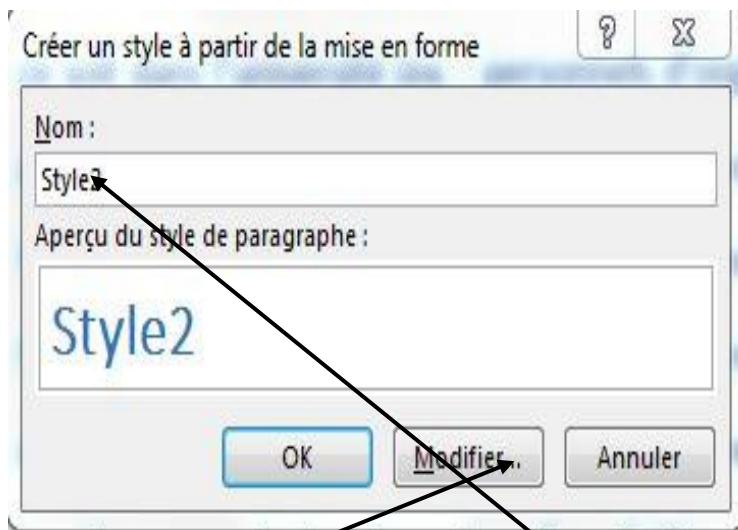 Créer un style à partir de la mise en forme
Nom :
Style2
Aperçu du style de paragraphe :
Style2
OK Modifier... Annuler